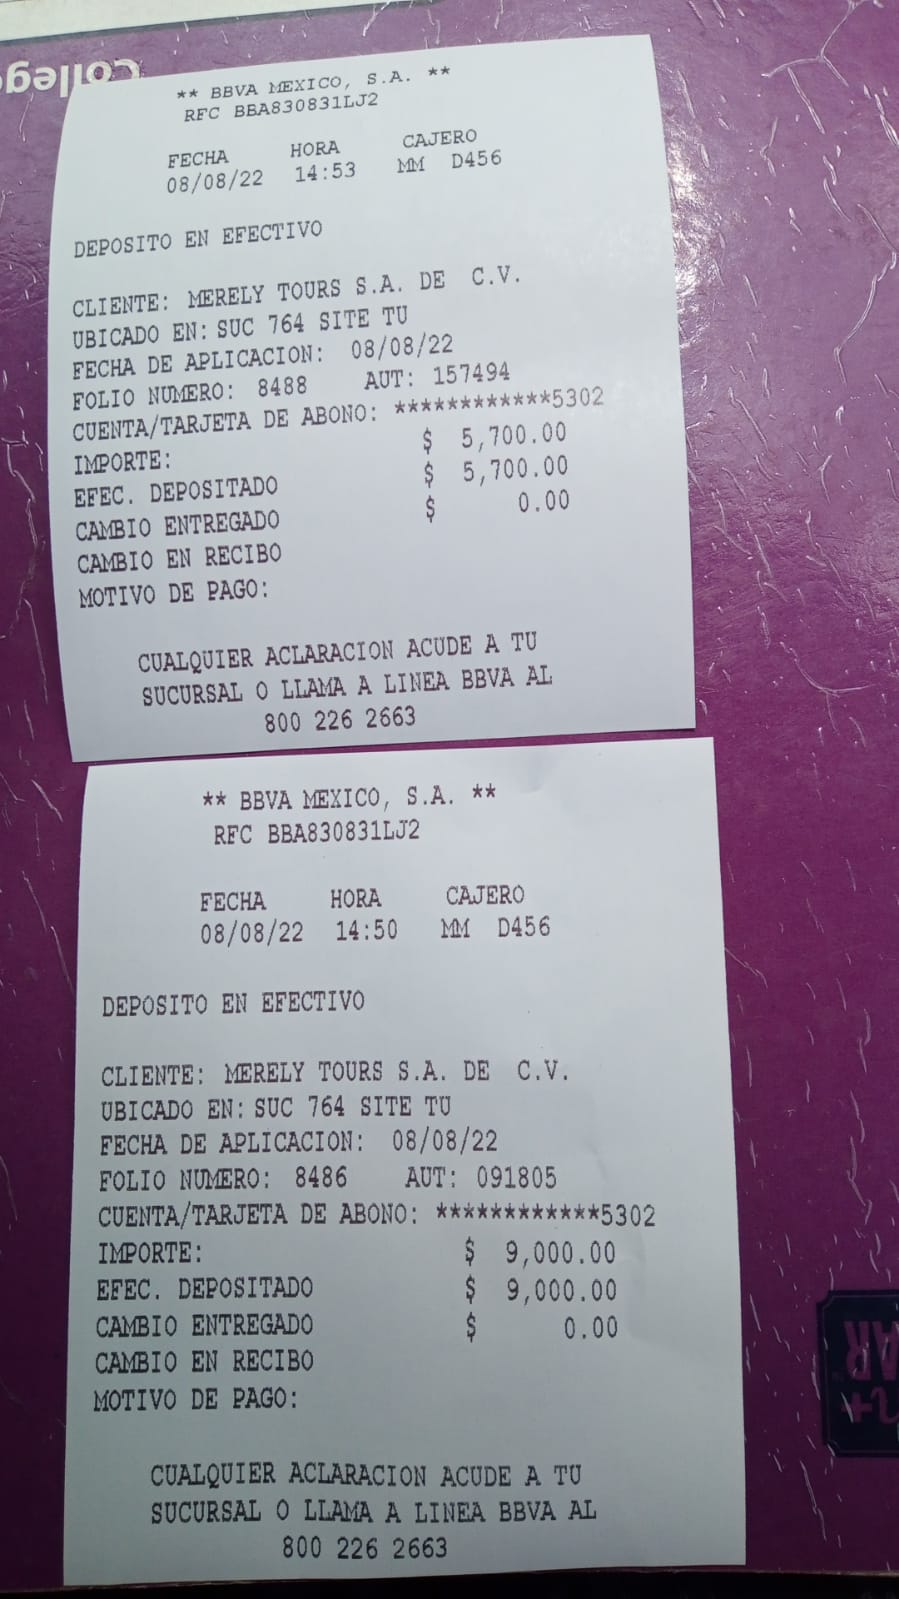 College
** BBVA MEXICO, S.A. **
RFC BBA830831LJ2
FECHA HORA CAJERO
08/08/22 14:53 MM D456
DEPOSITO EN EFECTIVO
CLIENTE: MERELY TOURS S.A. DE C.V.
UBICADO EN: SUC 764 SITE TU
FECHA DE APLICACION: 08/08/22
FOLIO NUMERO: 8488 AUT: 157494
CUENTA/TARJETA DE ABONO: ************5302
IMPORTE: $ 5,700.00
EFEC. DEPOSITADO $ 5,700.00
CAMBIO ENTREGADO $ 0.00
CAMBIO EN RECIBO
MOTIVO DE PAGO:
CUALQUIER ACLARACION ACUDE A TU
SUCURSAL O LLAMA A LINEA BBVA AL
800 226 2663
** BBVA MEXICO, S.A. **
RFC BBA830831LJ2
FECHA HORA CAJERO
08/08/22 14:50 MM D456
DEPOSITO EN EFECTIVO
CLIENTE: MERELY TOURS S.A. DE C.V.
UBICADO EN: SUC 764 SITE TU
FECHA DE APLICACION: 08/08/22
FOLIO NUMERO: 8486 AUT: 091805
CUENTA/TARJETA DE ABONO: ************5302
IMPORTE: $ 9,000.00
EFEC. DEPOSITADO $ 9,000.00
CAMBIO ENTREGADO $ 0.00
CAMBIO EN RECIBO
MOTIVO DE PAGO:
CUALQUIER ACLARACION ACUDE A TU
SUCURSAL O LLAMA A LINEA BBVA AL
800 226 2663